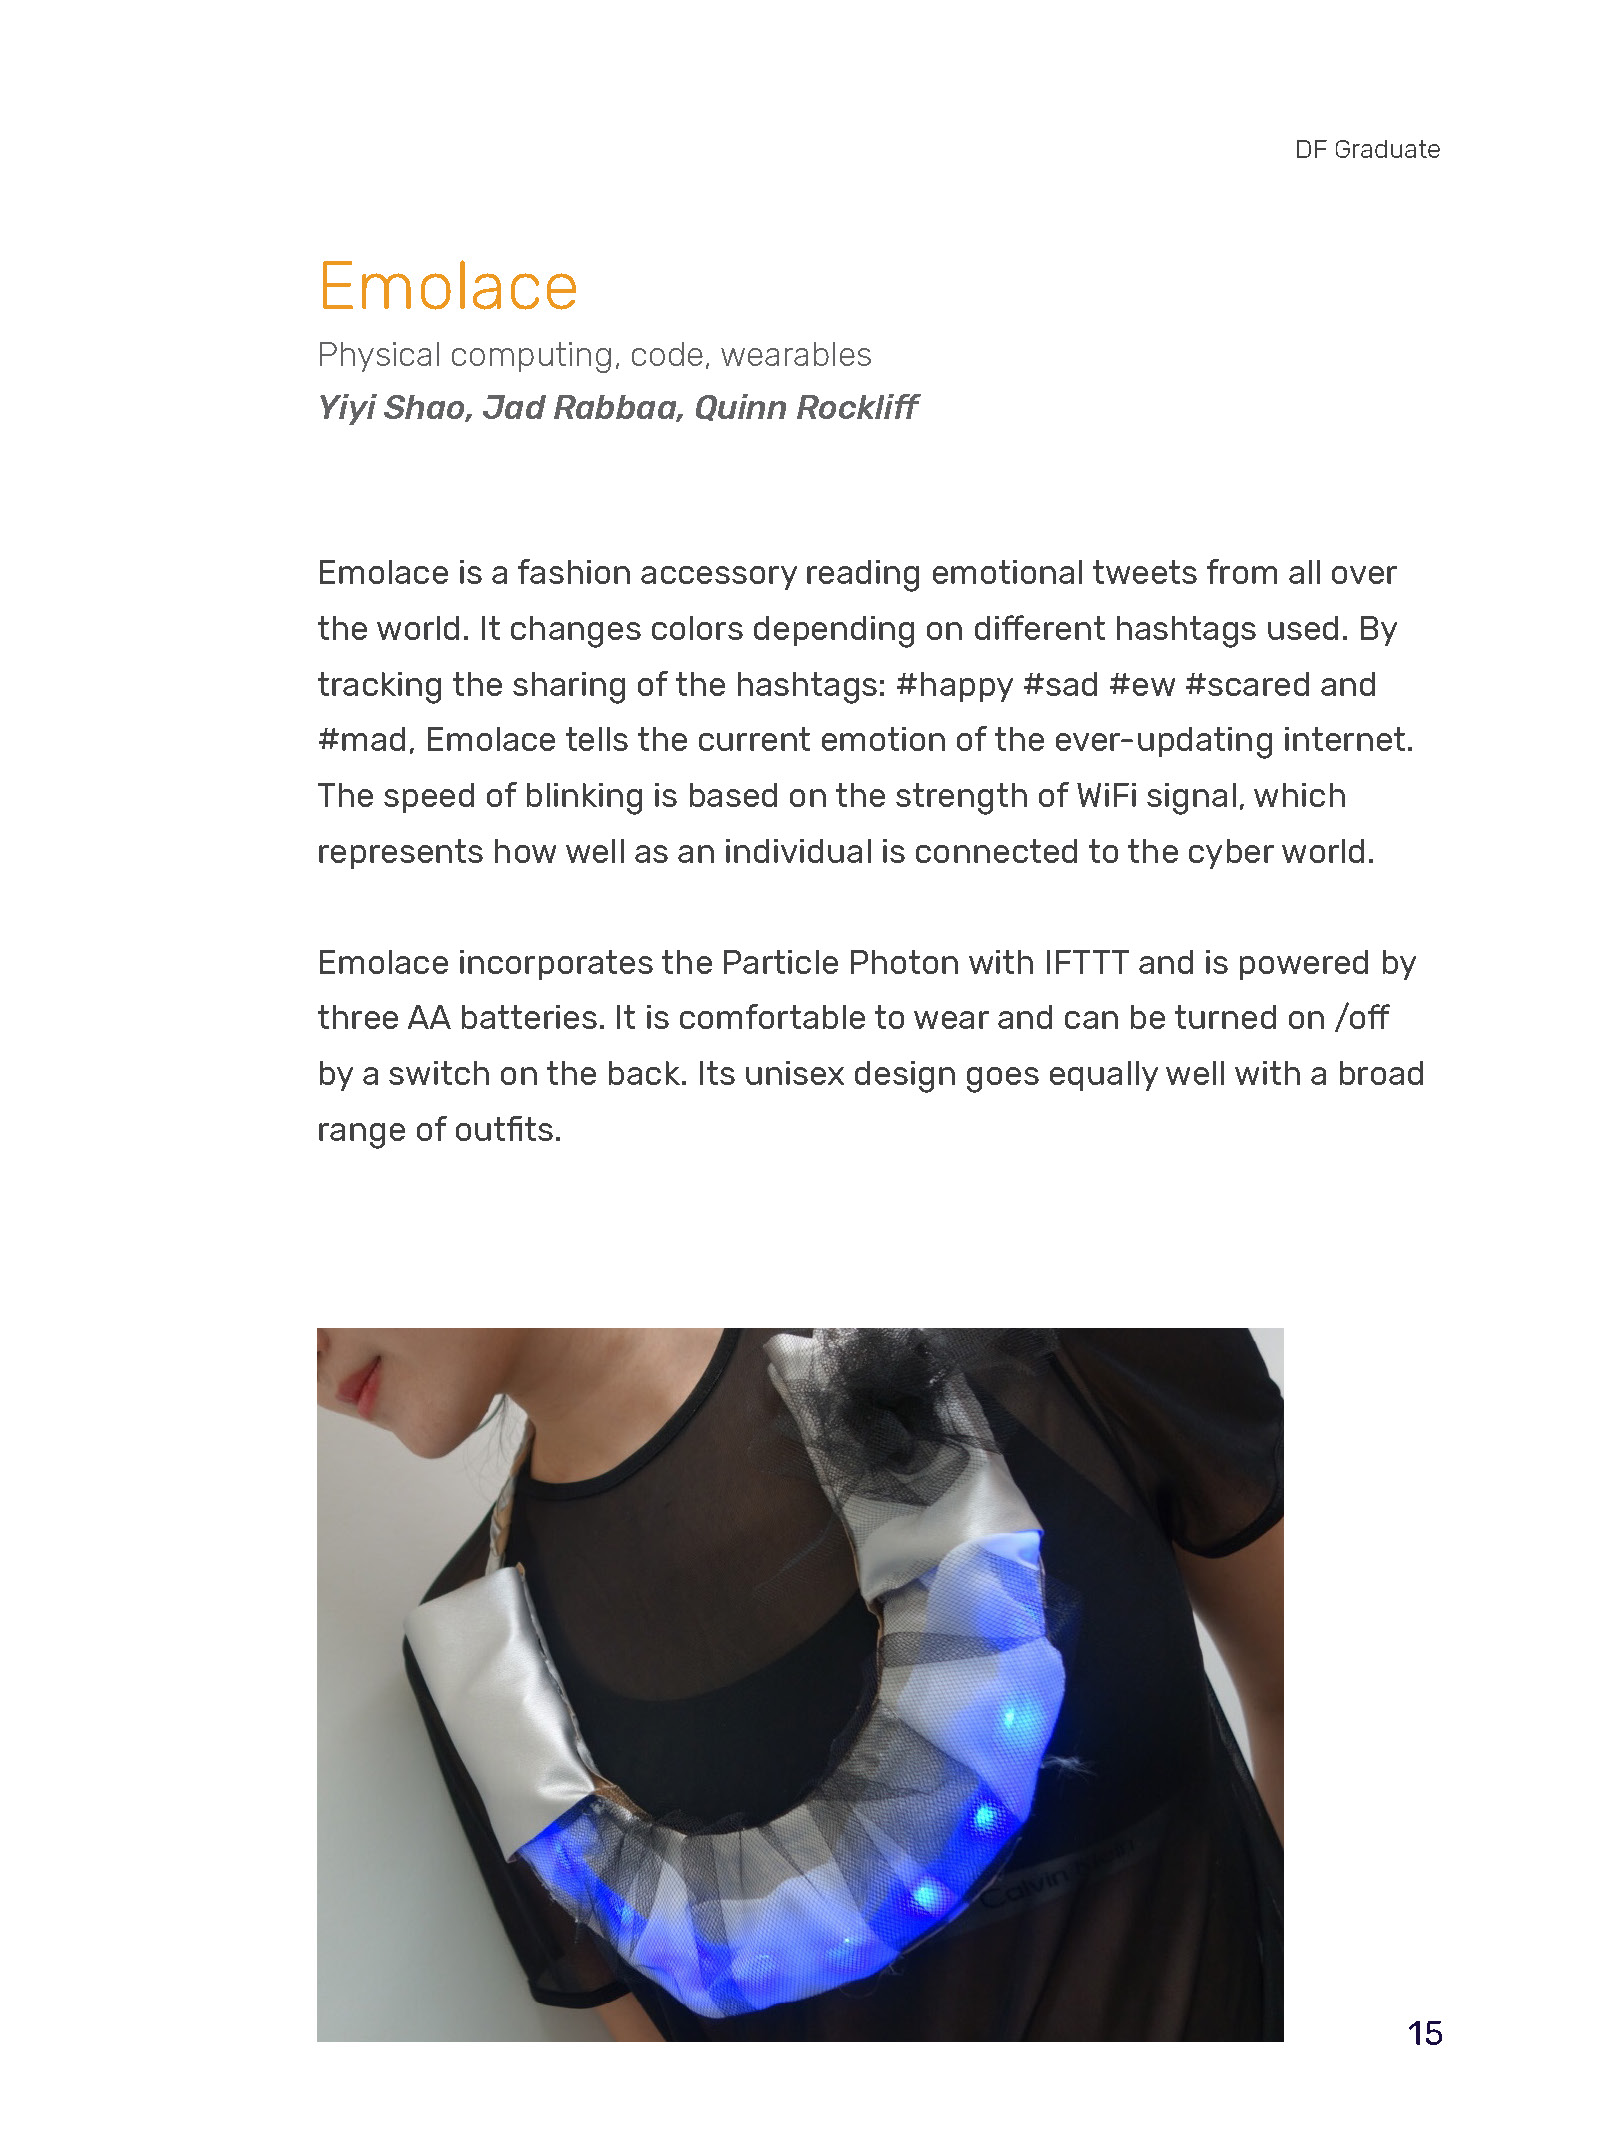 DF Graduate
Emolace
Physical computing, code, wearables
Yiyi Shao, Jad Rabbaa, Quinn Rockliff
Emolace is a fashion accessory reading emotional tweets from all over
the world. It changes colors depending on different hashtags used. By
tracking the sharing of the hashtags: #happy #sad #ew #scared and
#mad, Emolace tells the current emotion of the ever-updating internet.
The speed of blinking is based on the strength of WiFi signal, which
represents how well as an individual is connected to the cyber world.
Emolace incorporates the Particle Photon with IFTTT and is powered by
three AA batteries. It is comfortable to wear and can be turned on /off
by a switch on the back. Its unisex design goes equally well with a broad
range of outfits.
Calvin Klein
15